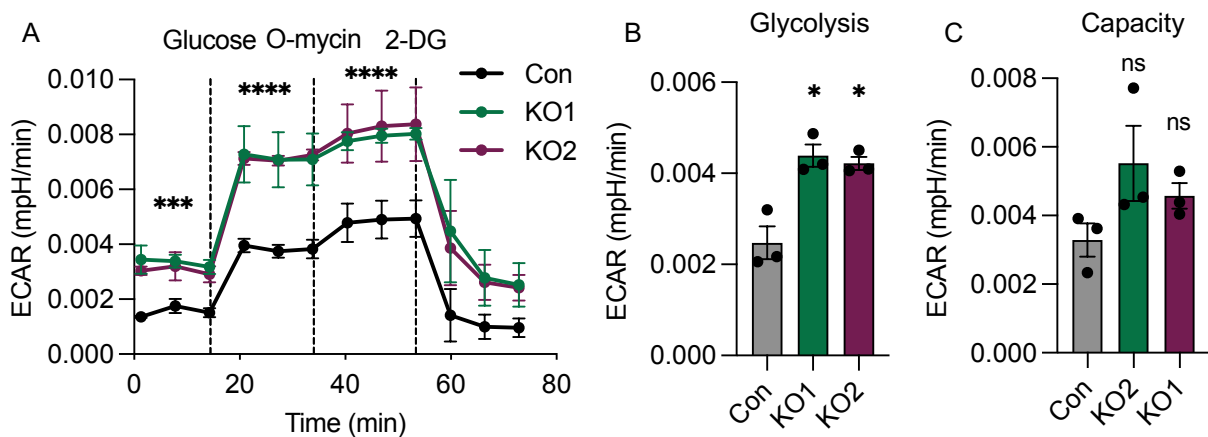 A
Glucose O-mycin 2-DG
ECAR (mpH/min)
0.010
0.008
0.006
0.004
0.002
0.000
***
****
****
Con
KO1
KO2
0 20 40 60 80
Time (min)
B
Glycolysis
ECAR (mpH/min)
0.006
0.004
0.002
0.000
* *
Con KO1 KO2
C
Capacity
ECAR (mpH/min)
0.008
0.006
0.004
0.002
0.000
ns
ns
Con KO2 KO1